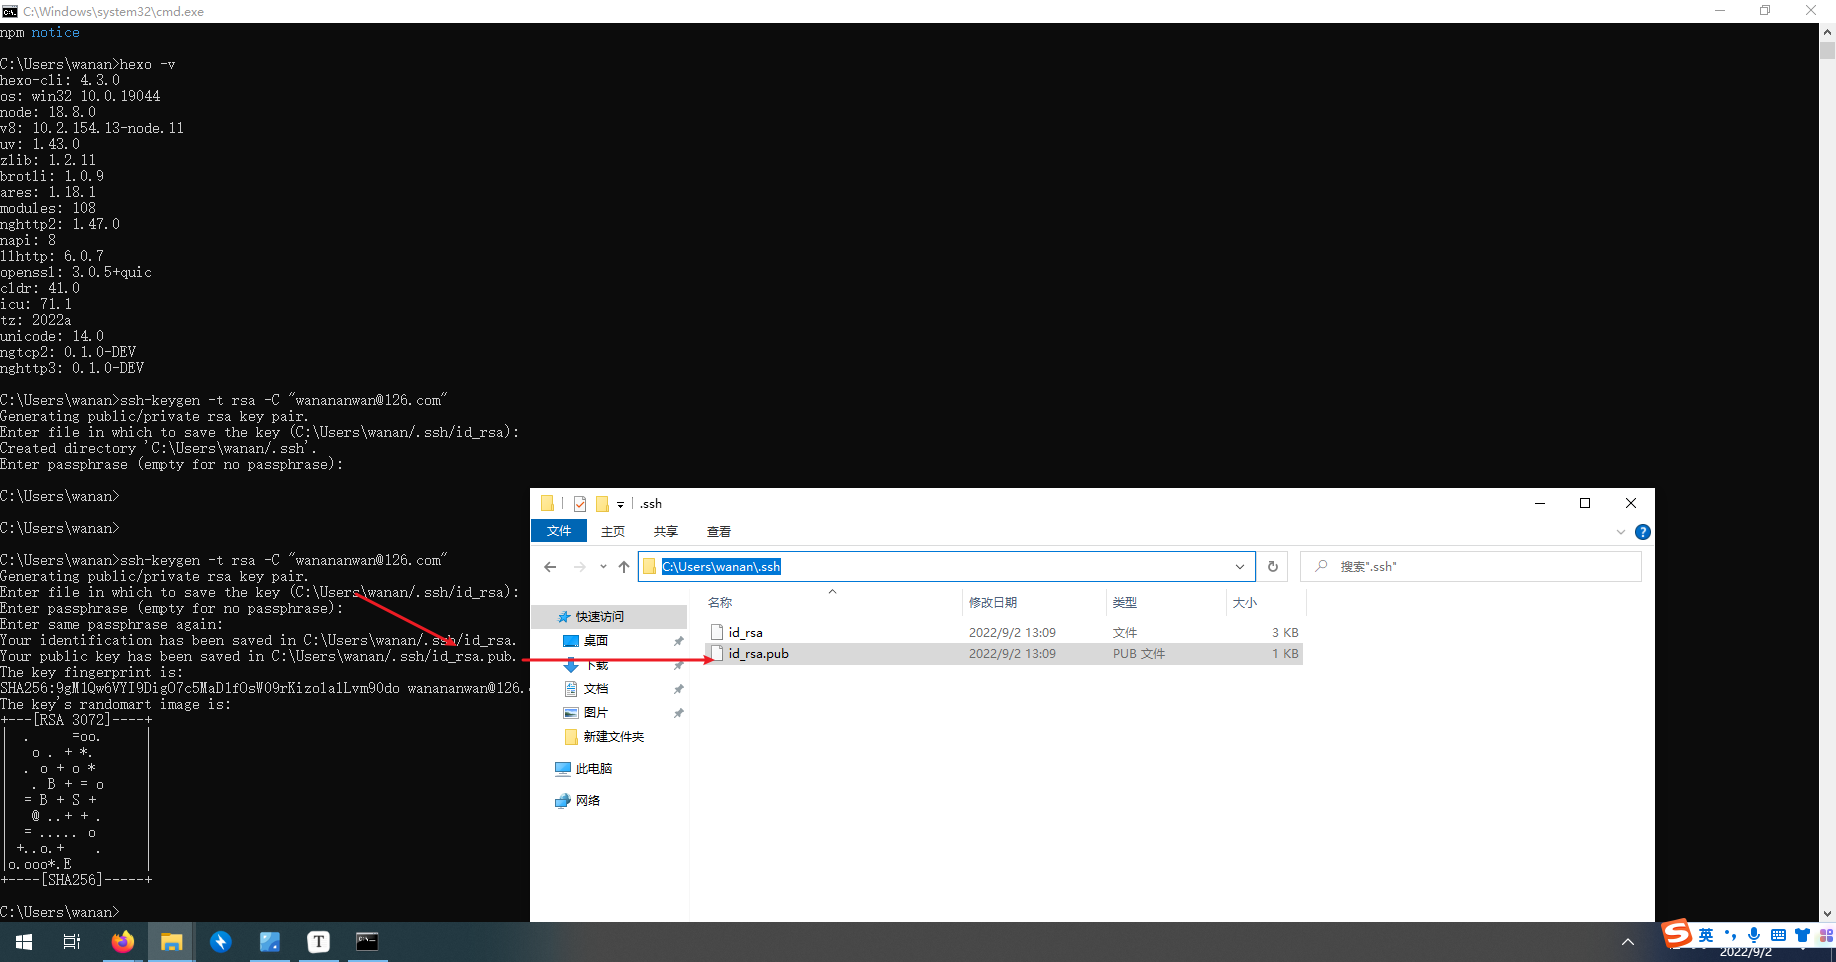 C:\Windows\system32\cmd.exe
npm notice
C:\Users\wanan>hexo -v
hexo-cli: 4.3.0
os: win32 10.0.19044
node: 18.8.0
v8: 10.2.154.13-node.11
uv: 1.43.0
zlib: 1.2.11
brotli: 1.0.9
ares: 1.18.1
modules: 108
nghttp2: 1.47.0
napi: 8
llhttp: 6.0.7
openssl: 3.0.5+quic
cldr: 41.0
icu: 71.1
tz: 2022a
unicode: 14.0
ngtcp2: 0.1.0-DEV
nghttp3: 0.1.0-DEV
C:\Users\wanan>ssh-keygen -t rsa -C "wanananwan@126.com"
Generating public/private rsa key pair.
Enter file in which to save the key (C:\Users\wanan/.ssh/id_rsa):
Created directory 'C:\Users\wanan/.ssh'.
Enter passphrase (empty for no passphrase):
C:\Users\wanan>
C:\Users\wanan>
C:\Users\wanan>ssh-keygen -t rsa -C "wanananwan@126.com"
Generating public/private rsa key pair.
Enter file in which to save the key (C:\Users\wanan/.ssh/id_rsa):
Enter passphrase (empty for no passphrase):
Enter same passphrase again:
Your identification has been saved in C:\Users\wanan/.ssh/id_rsa.
Your public key has been saved in C:\Users\wanan/.ssh/id_rsa.pub.
The key fingerprint is:
SHA256:9gM1Qw6VYI9DigO7c5MaD1fOsW09rKizo1a1Lvm90do wanananwan@126.
The key's randomart image is:
+---[RSA 3072]----+
|  .     =oo.     |
|   o . + *.      |
|  . o + o *      |
|   . B + = o     |
|  = B + S +      |
|   @ ..+ + .     |
|  = ..... o      |
| +..o.+    .     |
|o.ooo*.E         |
+----[SHA256]-----+
C:\Users\wanan>
.ssh
文件 主页 共享 查看
C:\Users\wanan\.ssh
搜索".ssh"
名称 修改日期 类型 大小
id_rsa 2022/9/2 13:09 文件 3 KB
id_rsa.pub 2022/9/2 13:09 PUB 文件 1 KB
快速访问
桌面
下载
文档
图片
新建文件夹
此电脑
网络
英
2022/9/2